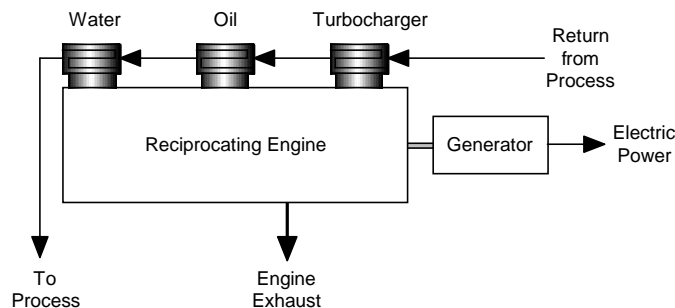 Water
Oil
Turbocharger
Return
from
Process
Reciprocating Engine
Generator
Electric
Power
To
Process
Engine
Exhaust